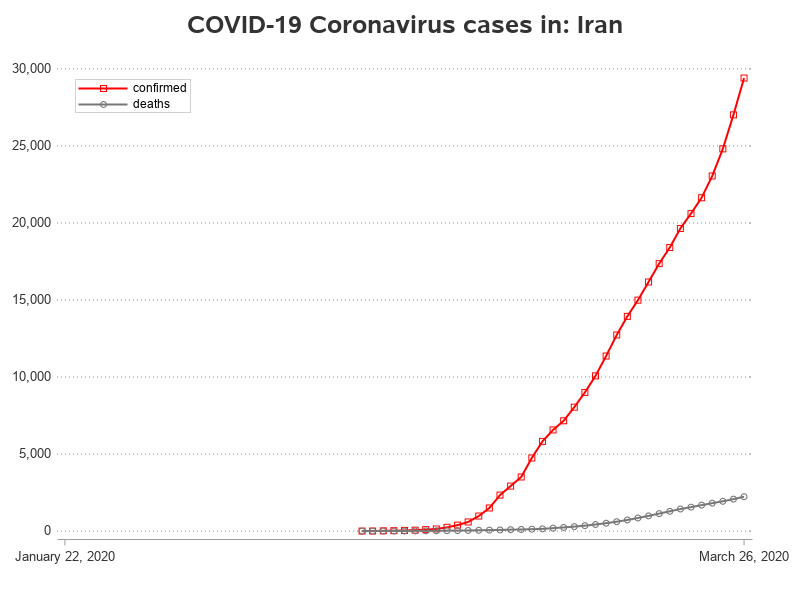 COVID-19 Coronavirus cases in: Iran
30,000
confirmed
deaths
25,000
20,000
15,000
10,000
5,000
0
January 22, 2020
March 26, 2020